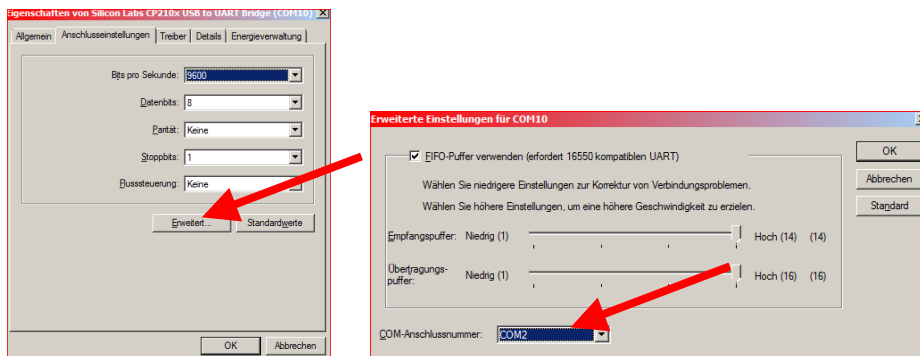 Eigenschaften von Silicon Labs CP210x USB to UART Bridge (COM10)
Allgemein Anschlusseinstellungen Treiber Details Energieverwaltung
Bits pro Sekunde: 9600
Datenbits: 8
Parität: Keine
Stoppbits: 1
Flusssteuerung: Keine
Erweitert... Standardwerte
OK Abbrechen
Erweiterte Einstellungen für COM10
FIFO-Puffer verwenden (erfordert 16550 kompatiblen UART)
OK
Wählen Sie niedrigere Einstellungen zur Korrektur von Verbindungsproblemen.
Abbrechen
Wählen Sie höhere Einstellungen, um eine höhere Geschwindigkeit zu erzielen.
Standard
Empfangspuffer: Niedrig (1) Hoch (14) (14)
Übertragungs-
puffer: Niedrig (1) Hoch (16) (16)
COM-Anschlussnummer: COM2